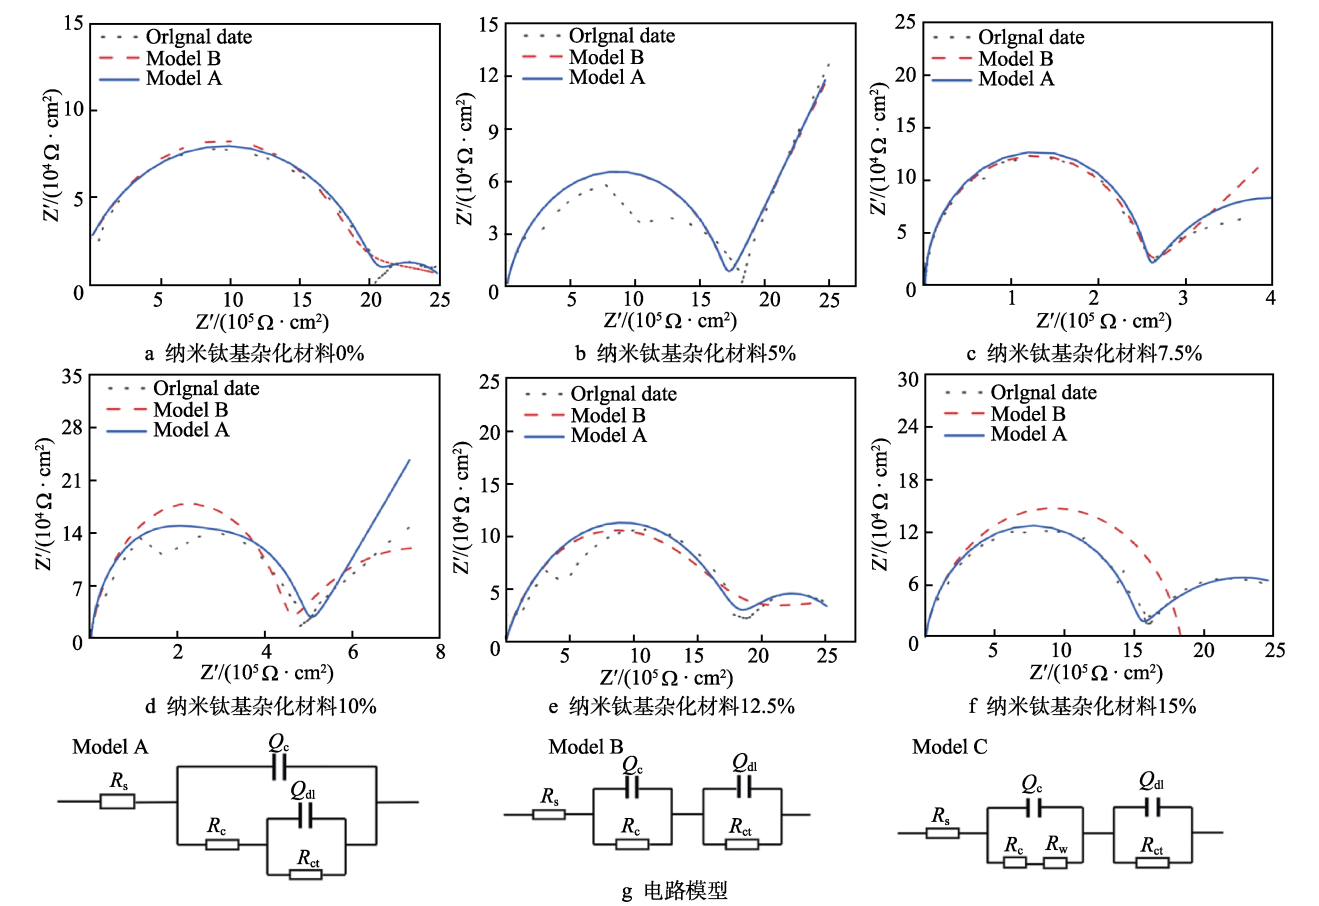 15
10
5
0
Z′/(10⁴ Ω · cm²)
Orlgnal date
Model B
Model A
5 10 15 20 25
Z′/(10⁵ Ω · cm²)
a 纳米钛基杂化材料0%
15
12
9
6
3
0
Z′/(10⁴ Ω · cm²)
Orlgnal date
Model B
Model A
5 10 15 20 25
Z′/(10⁵ Ω · cm²)
b 纳米钛基杂化材料5%
25
20
15
10
5
0
Z′/(10⁴ Ω · cm²)
Orlgnal date
Model B
Model A
1 2 3 4
Z′/(10⁵ Ω · cm²)
c 纳米钛基杂化材料7.5%
35
28
21
14
7
0
Z′/(10⁴ Ω · cm²)
Orlgnal date
Model B
Model A
2 4 6 8
Z′/(10⁵ Ω · cm²)
d 纳米钛基杂化材料10%
25
20
15
10
5
0
Z′/(10⁴ Ω · cm²)
Orlgnal date
Model B
Model A
5 10 15 20 25
Z′/(10⁵ Ω · cm²)
e 纳米钛基杂化材料12.5%
30
24
18
12
6
0
Z′/(10⁴ Ω · cm²)
Orlgnal date
Model B
Model A
5 10 15 20 25
Z′/(10⁵ Ω · cm²)
f 纳米钛基杂化材料15%
Model A
Rs
Qc
Qdl
Rc
Rct
Model B
Rs
Qc
Qdl
Rc
Rct
Model C
Rs
Qc
Qdl
Rc
Rw
Rct
g 电路模型